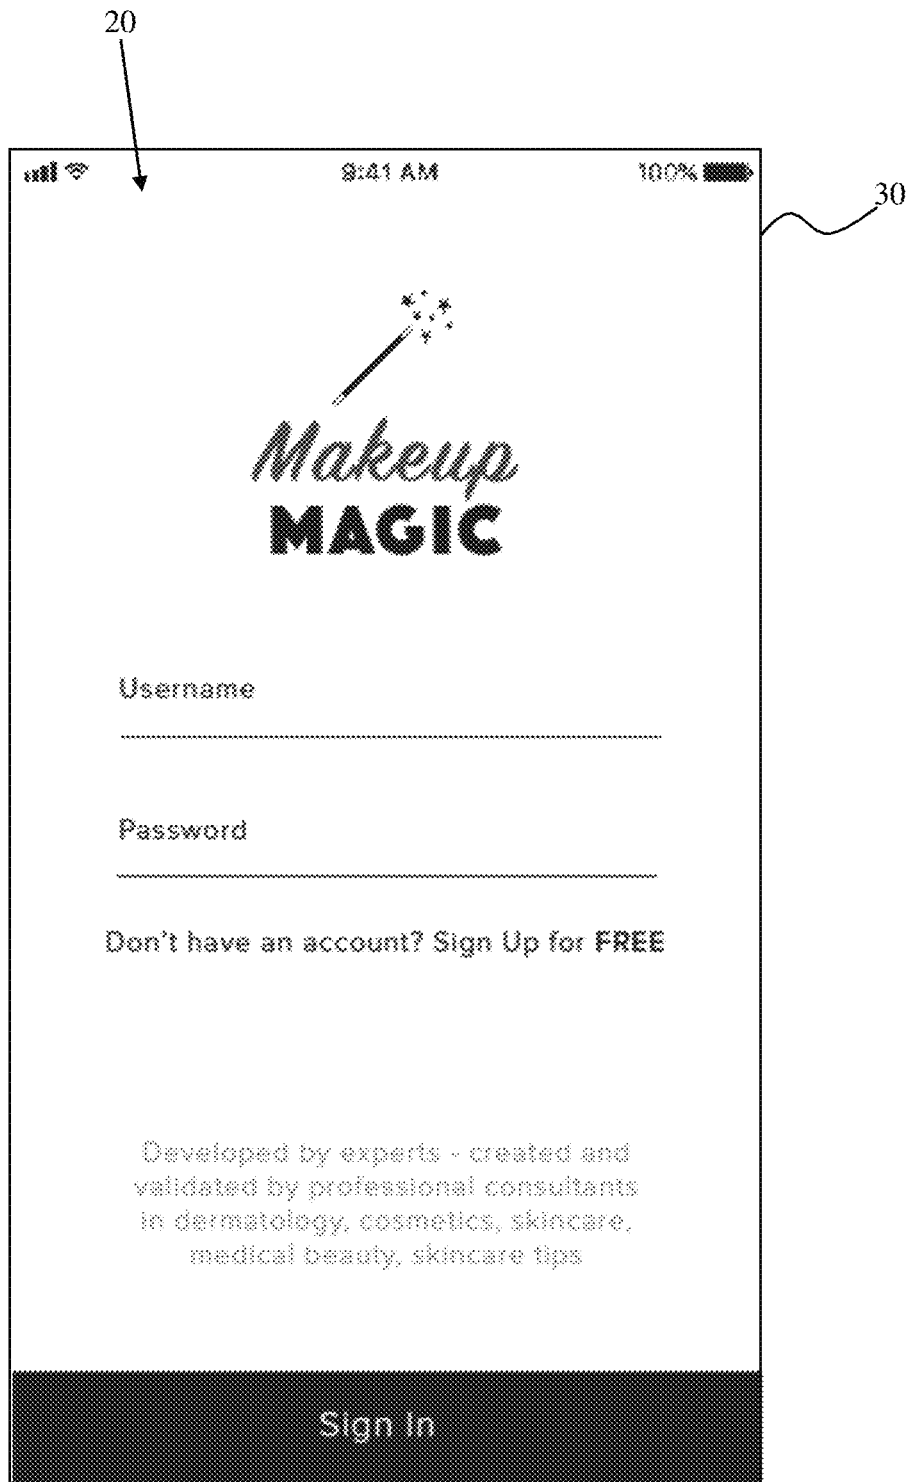 20
9:41 AM
100%
30
Makeup
MAGIC
Username
Password
Don't have an account? Sign Up for FREE
Developed by experts - created and
validated by professional consultants
in dermatology, cosmetics, skincare,
medical beauty, skincare tips
Sign In